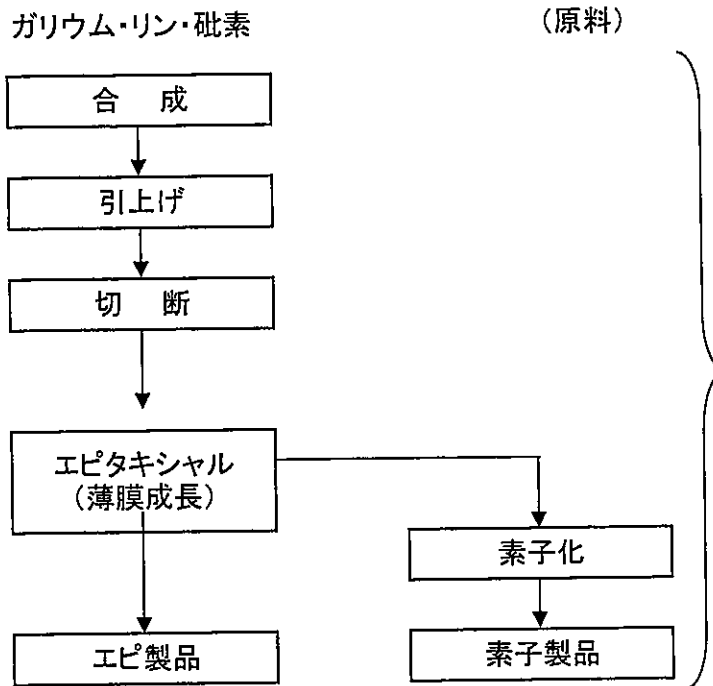 ガリウム・リン・砒素
（原料）
合　成
引上げ
切　断
エピタキシャル
（薄膜成長）
素子化
エピ製品
素子製品